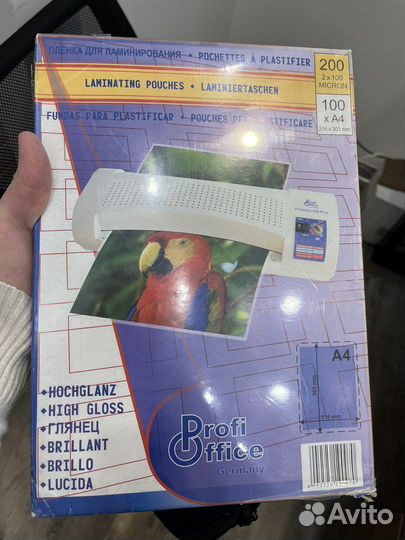 ПЛЕНКА ДЛЯ ЛАМИНИРОВАНИЯ • POCHETTES À PLASTIFIER
LAMINATING POUCHES • LAMINIERTASCHEN
FUNDAS PARA PLASTIFICAR • POUCHES PER PLASTIFICARE
200
2 x 100
MICRON
100
x A4
216 x 303 mm
A4
303 mm
216 mm
•HOCHGLANZ
•HIGH GLOSS
•ГЛЯНЕЦ
•BRILLANT
•BRILLO
•LUCIDA
Profi
Office
Germany
Avito